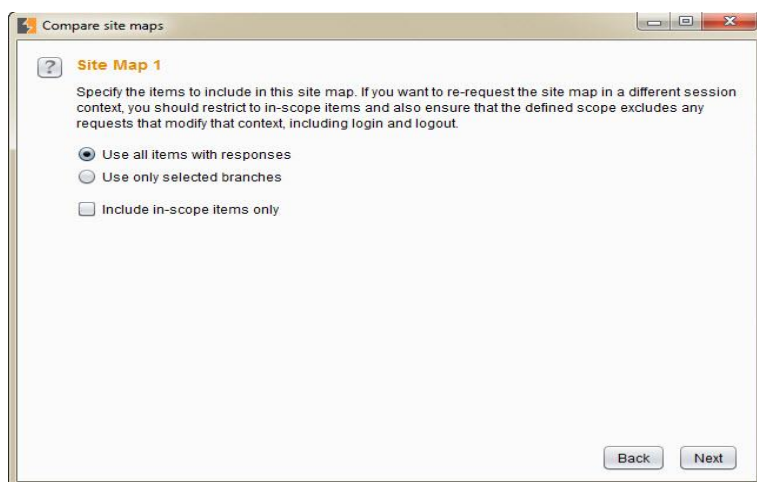 Compare site maps
? Site Map 1
Specify the items to include in this site map. If you want to re-request the site map in a different session
context, you should restrict to in-scope items and also ensure that the defined scope excludes any
requests that modify that context, including login and logout.
Use all items with responses
Use only selected branches
Include in-scope items only
Back Next